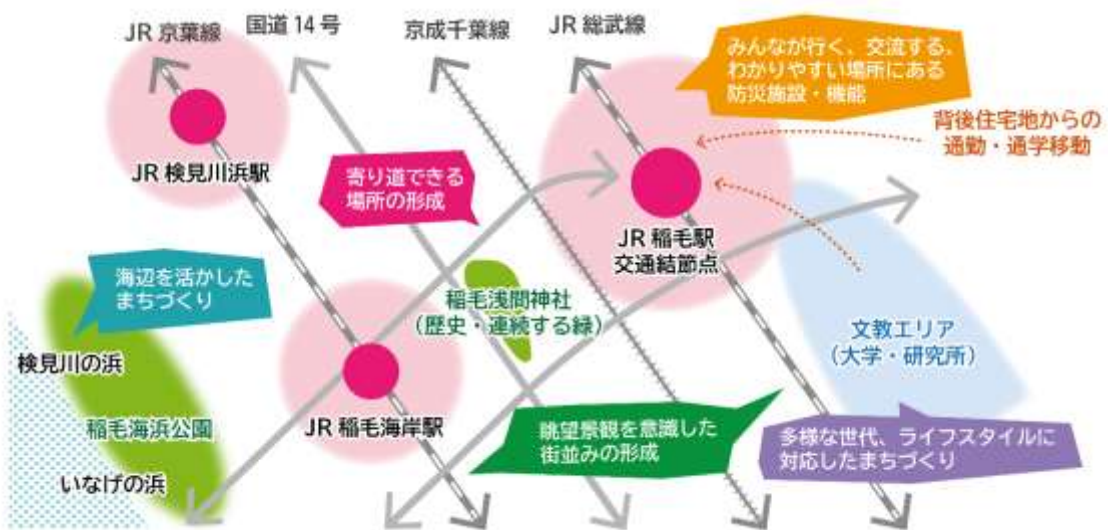 JR 京葉線
国道 14 号
京成千葉線
JR 総武線
みんなが行く、交流する、
わかりやすい場所にある
防災施設・機能
背後住宅地からの
通勤・通学移動
JR 検見川浜駅
寄り道できる
場所の形成
JR 稲毛駅
交通結節点
海辺を活かした
まちづくり
稲毛浅間神社
（歴史・連続する緑）
文教エリア
（大学・研究所）
検見川の浜
稲毛海浜公園
いなげの浜
JR 稲毛海岸駅
眺望景観を意識した
街並みの形成
多様な世代、ライフスタイルに
対応したまちづくり